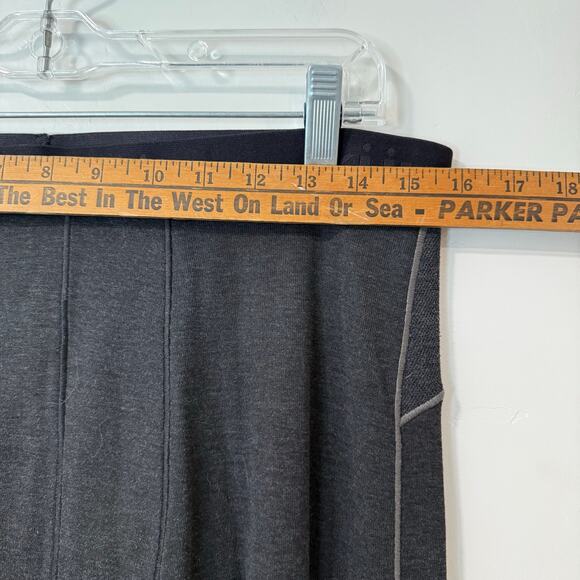 8 9 10 11 12 13 14 15 16 17 18
The Best In The West On Land Or Sea - PARKER PA